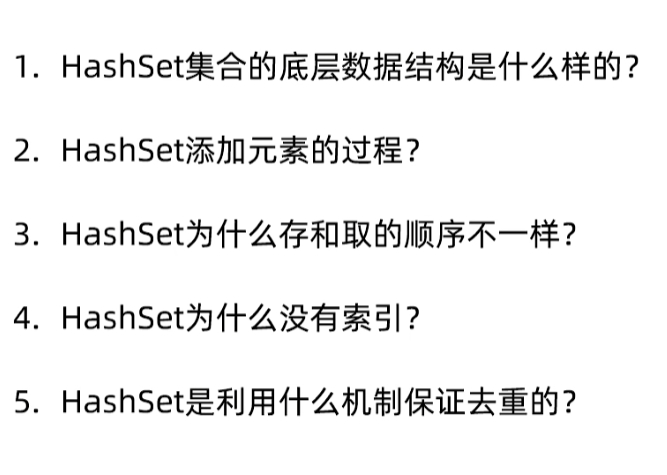 1. HashSet集合的底层数据结构是什么样的?
2. HashSet添加元素的过程?
3. HashSet为什么存和取的顺序不一样?
4. HashSet为什么没有索引?
5. HashSet是利用什么机制保证去重的?